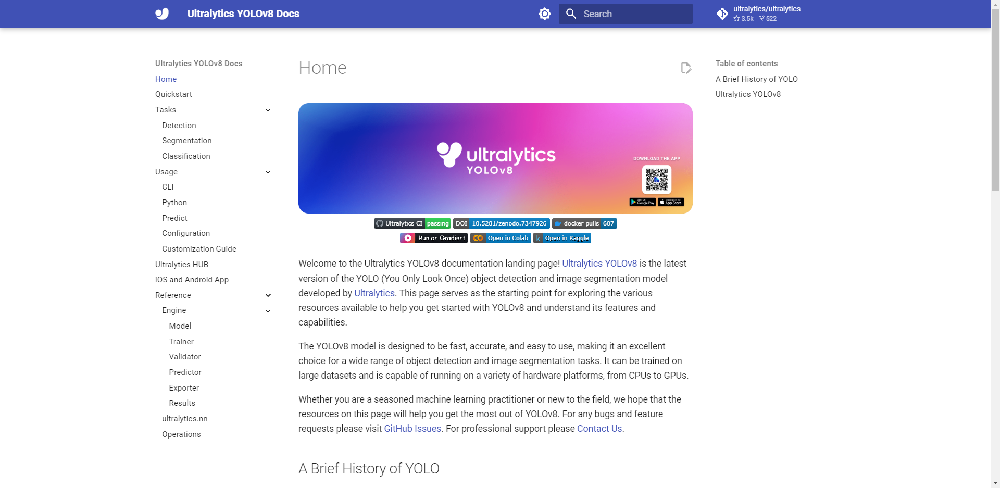 Ultralytics YOLOv8 Docs
Search
ultralytics/ultralytics
3.5k 522
Ultralytics YOLOv8 Docs
Home
Quickstart
Tasks
Detection
Segmentation
Classification
Usage
CLI
Python
Predict
Configuration
Customization Guide
Ultralytics HUB
iOS and Android App
Reference
Engine
Model
Trainer
Validator
Predictor
Exporter
Results
ultralytics.nn
Operations
Home
ultralytics
YOLOv8
DOWNLOAD THE APP
Google Play
App Store
Ultralytics CI passing DOI 10.5281/zenodo.7347926 docker pulls 607
Run on Gradient Open in Colab k Open in Kaggle
Welcome to the Ultralytics YOLOv8 documentation landing page! Ultralytics YOLOv8 is the latest
version of the YOLO (You Only Look Once) object detection and image segmentation model
developed by Ultralytics. This page serves as the starting point for exploring the various
resources available to help you get started with YOLOv8 and understand its features and
capabilities.
The YOLOv8 model is designed to be fast, accurate, and easy to use, making it an excellent
choice for a wide range of object detection and image segmentation tasks. It can be trained on
large datasets and is capable of running on a variety of hardware platforms, from CPUs to GPUs.
Whether you are a seasoned machine learning practitioner or new to the field, we hope that the
resources on this page will help you get the most out of YOLOv8. For any bugs and feature
requests please visit GitHub Issues. For professional support please Contact Us.
A Brief History of YOLO
Table of contents
A Brief History of YOLO
Ultralytics YOLOv8